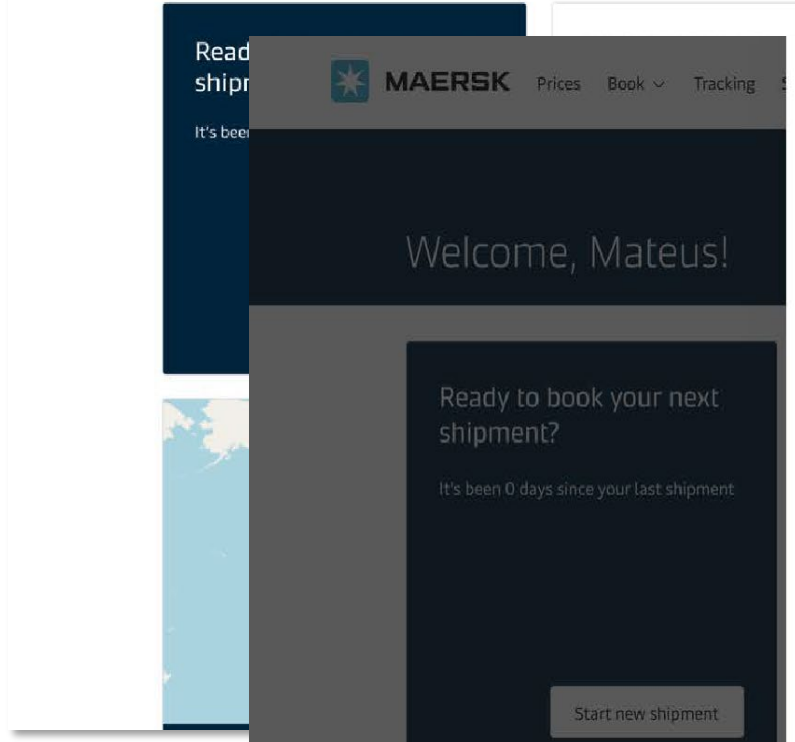 Read
shipr
It's beer
MAERSK Prices Book Tracking
Welcome, Mateus!
Ready to book your next
shipment?
It's been 0 days since your last shipment
Start new shipment